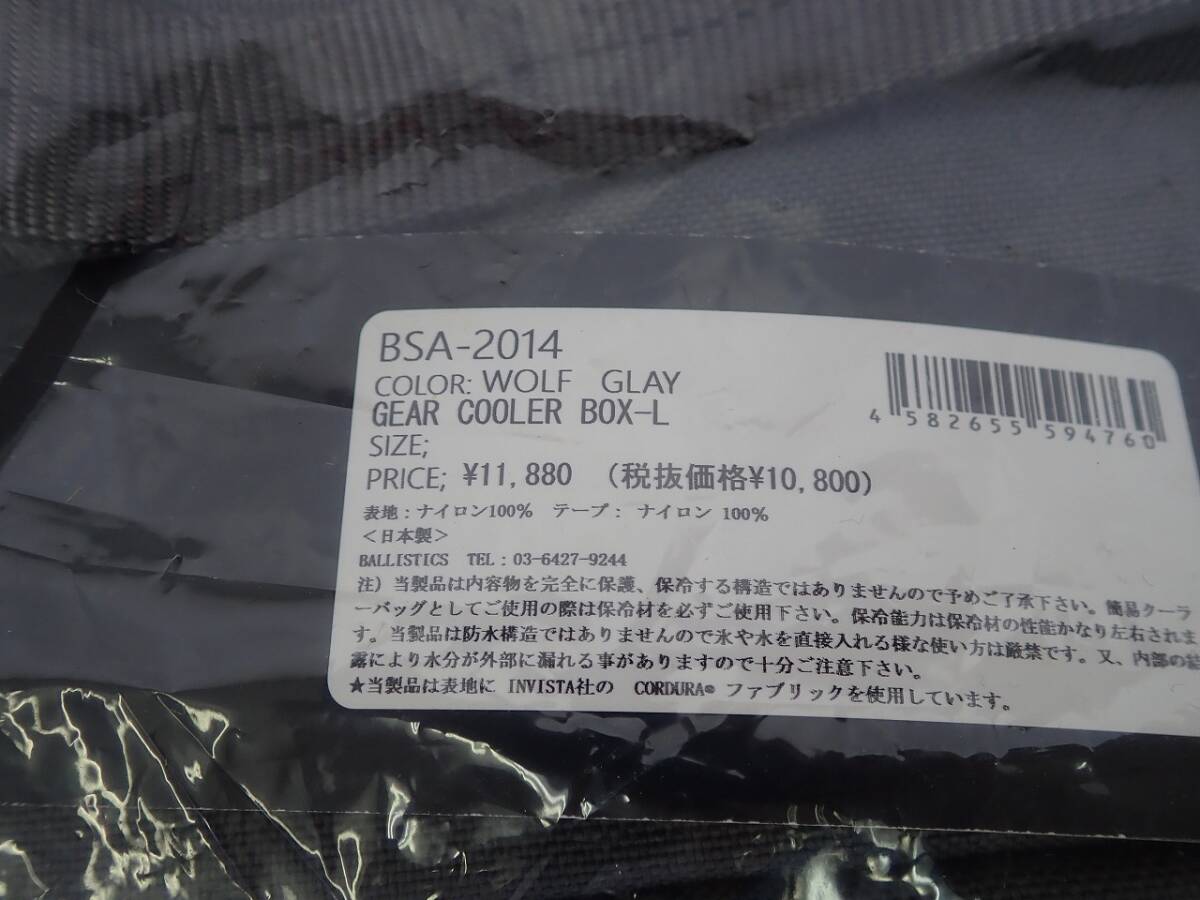 BSA-2014
COLOR: WOLF GLAY
GEAR COOLER BOX-L
SIZE;
PRICE; ¥11,880 (税抜価格¥10,800)
4 582655 594760
表地:ナイロン100% テープ: ナイロン 100%
<日本製>
BALLISTICS TEL:03-6427-9244
注)当製品は内容物を完全に保護、保冷する構造ではありませんので予めご了承下さい。簡易クーラ
ーバッグとしてご使用の際は保冷材を必ずご使用下さい。保冷能力は保冷材の性能かなり左右されま
す。当製品は防水構造ではありませんので氷や水を直接入れる様な使い方は厳禁です。又、内部の結
露により水分が外部に漏れる事がありますので十分ご注意下さい。
★当製品は表地に INVISTA社の CORDURA® ファブリックを使用しています。